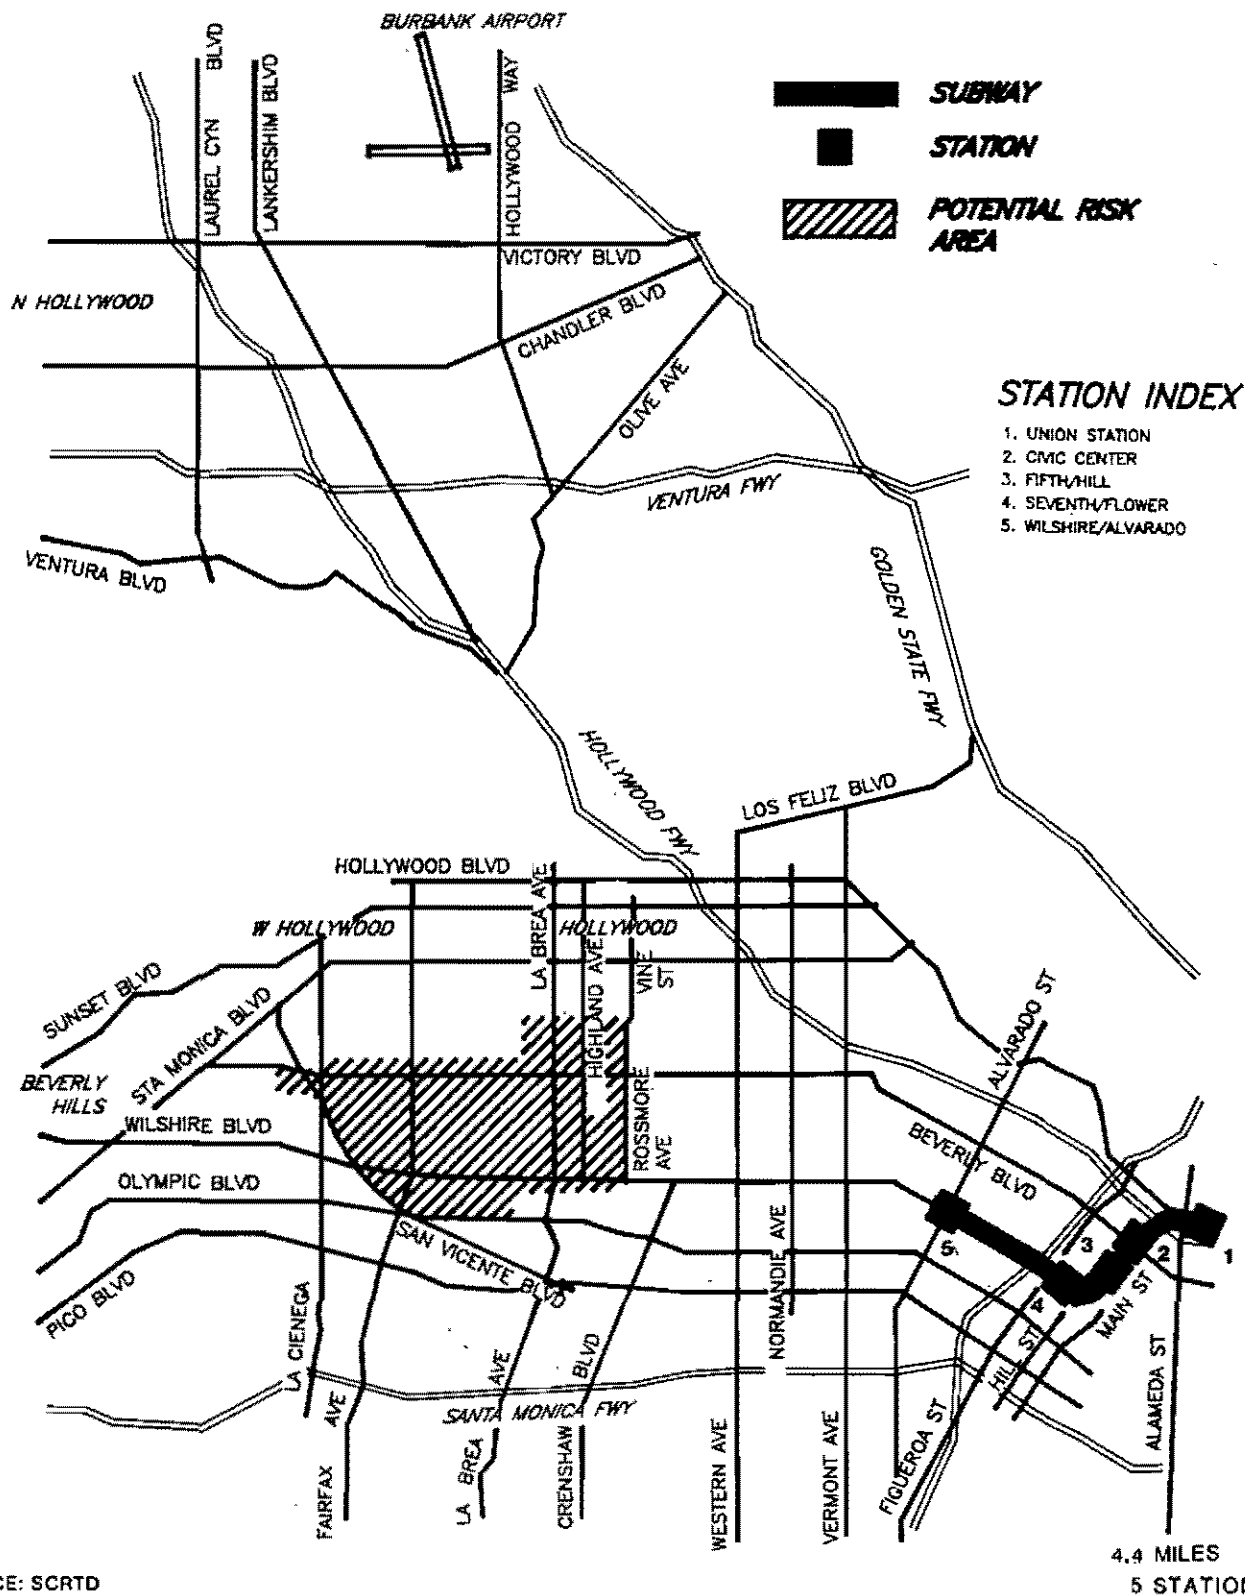 BURBANK AIRPORT
LAUREL CYN BLVD
LANKERSHIM BLVD
HOLLYWOOD WAY
SUBWAY
STATION
POTENTIAL RISK
AREA
VICTORY BLVD
N HOLLYWOOD
CHANDLER BLVD
OLIVE AVE
STATION INDEX
1. UNION STATION
2. CIVIC CENTER
3. FIFTH/HILL
4. SEVENTH/FLOWER
5. WILSHIRE/ALVARADO
VENTURA FWY
VENTURA BLVD
GOLDEN STATE FWY
HOLLYWOOD FWY
LOS FELIZ BLVD
HOLLYWOOD BLVD
W HOLLYWOOD
LA BREA AVE
HOLLYWOOD
HIGHLAND AVE
VINE
ST
SUNSET BLVD
STA MONICA BLVD
ALVARADO ST
BEVERLY
HILLS
WILSHIRE BLVD
ROSSMORE
AVE
BEVERLY BLVD
OLYMPIC BLVD
SAN VICENTE BLVD
PICO BLVD
NORMANDIE AVE
5
3
2
1
4
MAIN ST
HILL ST
LA CIENEGA
FAIRFAX AVE
LA BREA AVE
CRENSHAW BLVD
SANTA MONICA FWY
WESTERN AVE
VERMONT AVE
FIGUEROA ST
ALAMEDA ST
4.4 MILES
CE: SCRTD
5 STATION